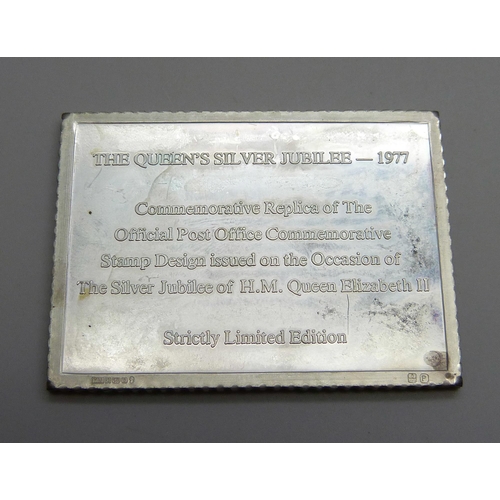 THE QUEEN'S SILVER JUBILEE — 1977
Commemorative Replica of The
Official Post Office Commemorative
Stamp Design issued on the Occasion of
The Silver Jubilee of H.M. Queen Elizabeth II
Strictly Limited Edition